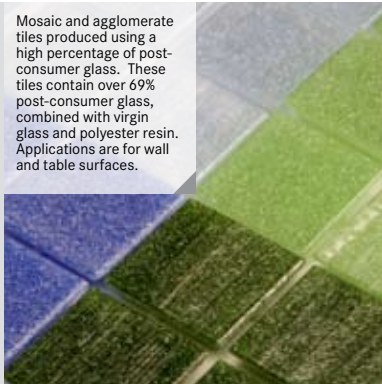 Mosaic and agglomerate
tiles produced using a
high percentage of post-
consumer glass.  These
tiles contain over 69%
post-consumer glass,
combined with virgin
glass and polyester resin.
Applications are for wall
and table surfaces.